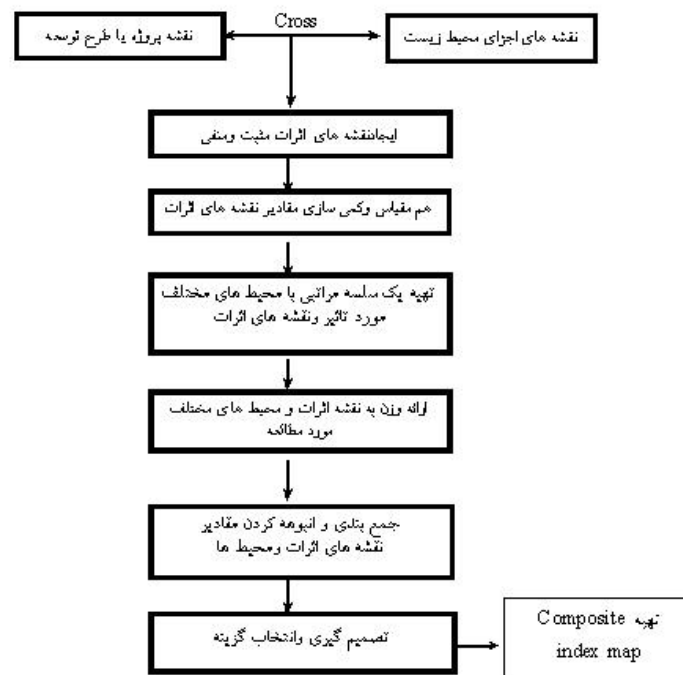 Cross
نقشه های اجزای محیط زیست
نقشه پروژه یا طرح توسعه
ایجادنقشه های اثرات مثبت ومنفی
هم مقیاس وکمی سازی مقادیر نقشه های اثرات
تهیه یک سلسه مراتبی با محیط های مختلف
مورد تاثیر ونقشه های اثرات
ارائه وزن به نقشه اثرات و محیط های مختلف
مورد مطالعه
جمع بندی و انبوهه کردن مقادیر
نقشه های اثرات ومحیط ها
تصمیم گیری وانتخاب گزینه
تهیه Composite
index map